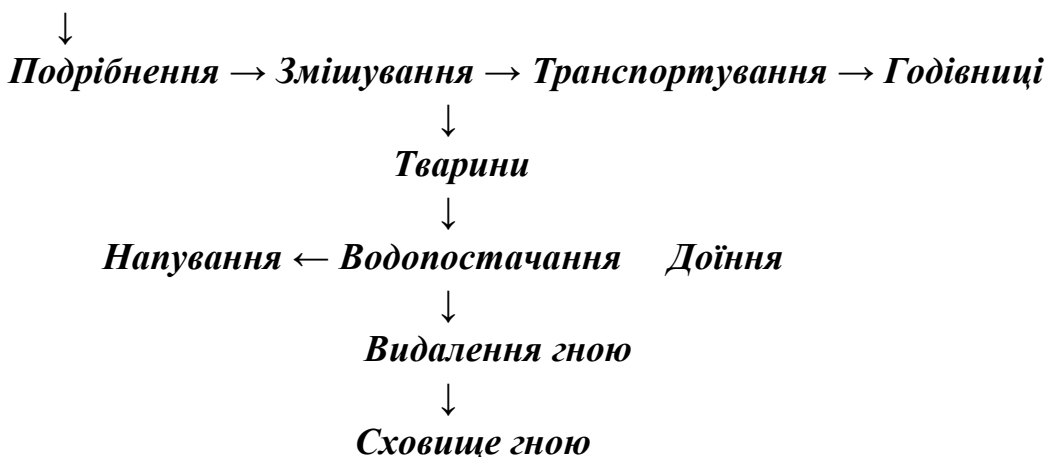 ↓
Подрібнення → Змішування → Транспортування → Годівниці
↓
Тварини
↓
Напування ← Водопостачання Доїння
↓
Видалення гною
↓
Сховище гною